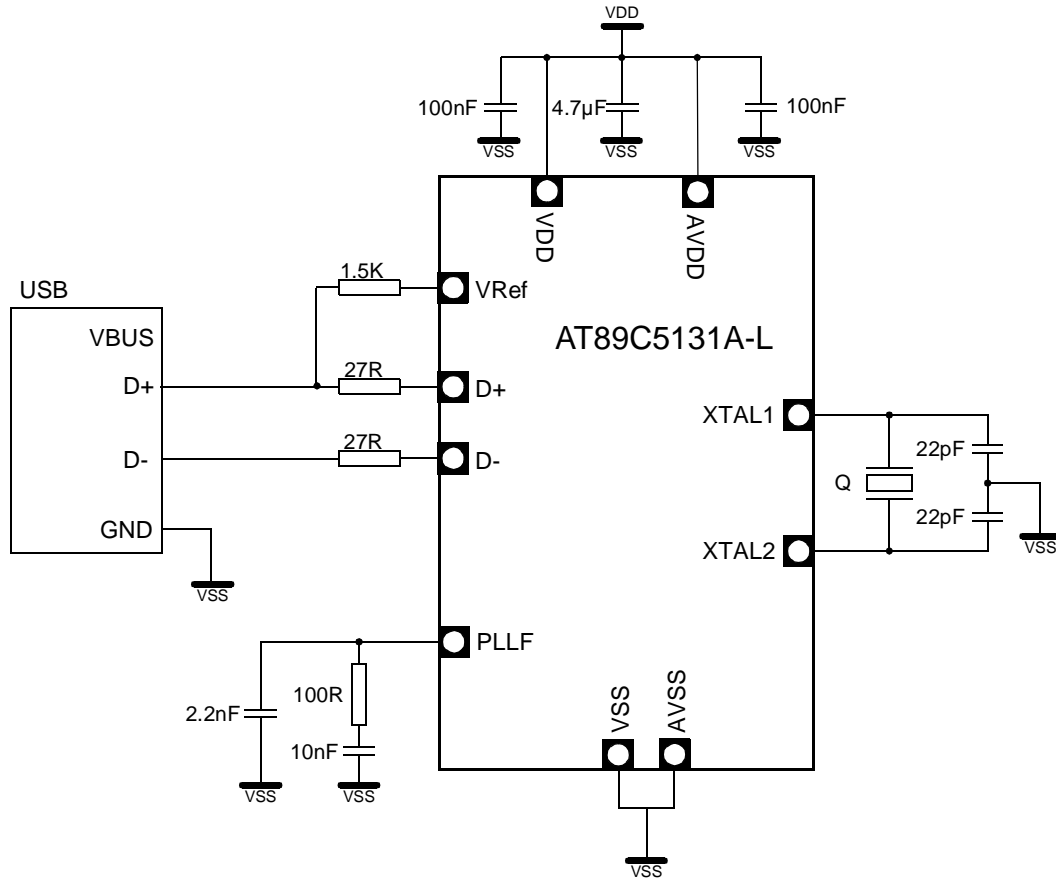 VDD
100nF
4.7µF
100nF
VSS
VSS
VSS
VDD
AVDD
1.5K
VRef
USB
VBUS
AT89C5131A-L
D+
27R
D+
27R
D-
D-
XTAL1
22pF
Q
22pF
GND
XTAL2
VSS
VSS
PLLF
100R
2.2nF
10nF
VSS
AVSS
VSS
VSS
VSS